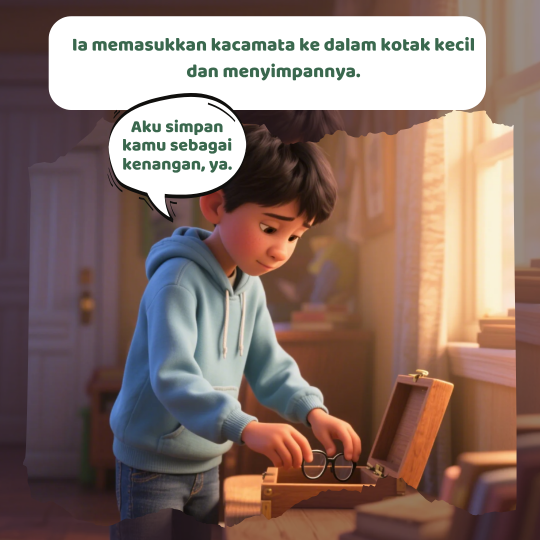 Ia memasukkan kacamata ke dalam kotak kecil
dan menyimpannya.
Aku simpan
kamu sebagai
kenangan, ya.